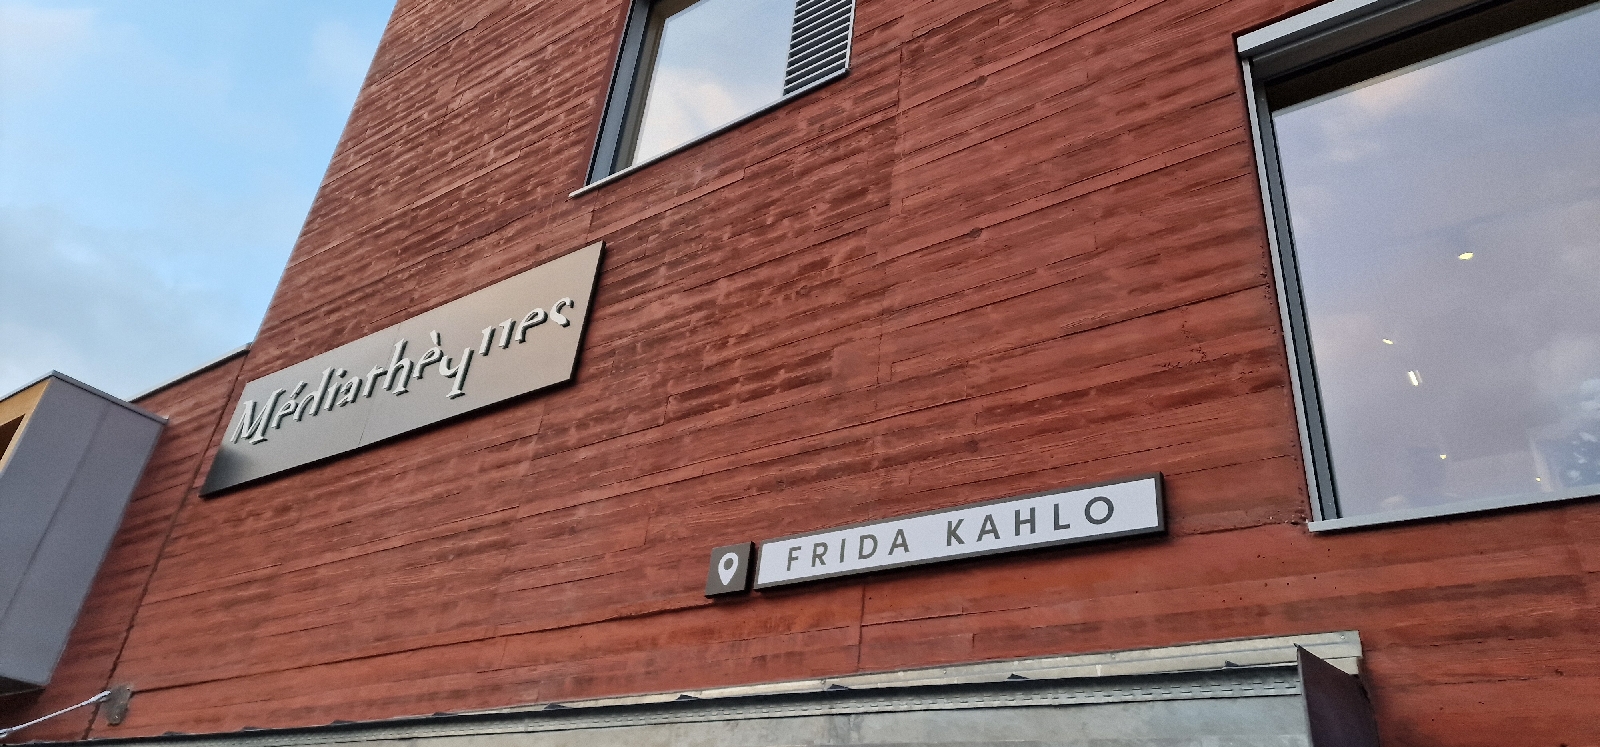 Médiathèques
FRIDA KAHLO